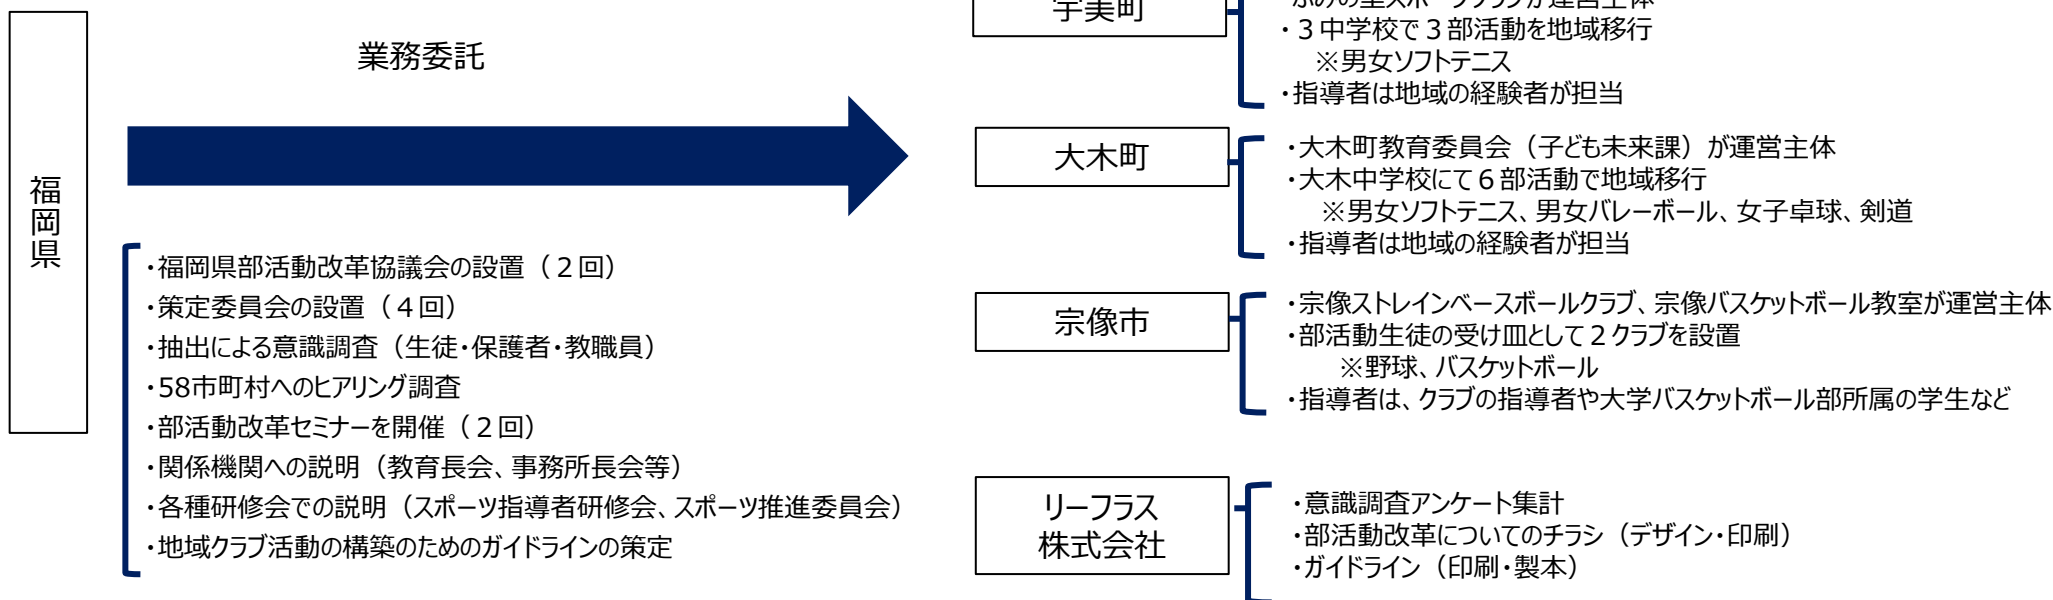 福岡県
業務委託
・福岡県部活動改革協議会の設置（２回）
・策定委員会の設置（４回）
・抽出による意識調査（生徒・保護者・教職員）
・58市町村へのヒアリング調査
・部活動改革セミナーを開催（２回）
・関係機関への説明（教育長会、事務所長会等）
・各種研修会での説明（スポーツ指導者研修会、スポーツ推進委員会）
・地域クラブ活動の構築のためのガイドラインの策定
宇美町
・３中学校で３部活動を地域移行
※男女ソフトテニス
・指導者は地域の経験者が担当
大木町
・大木町教育委員会（子ども未来課）が運営主体
・大木中学校にて６部活動で地域移行
※男女ソフトテニス、男女バレーボール、女子卓球、剣道
・指導者は地域の経験者が担当
宗像市
・宗像ストレインベースボールクラブ、宗像バスケットボール教室が運営主体
・部活動生徒の受け皿として２クラブを設置
※野球、バスケットボール
・指導者は、クラブの指導者や大学バスケットボール部所属の学生など
リーフラス
株式会社
・意識調査アンケート集計
・部活動改革についてのチラシ（デザイン・印刷）
・ガイドライン（印刷・製本）